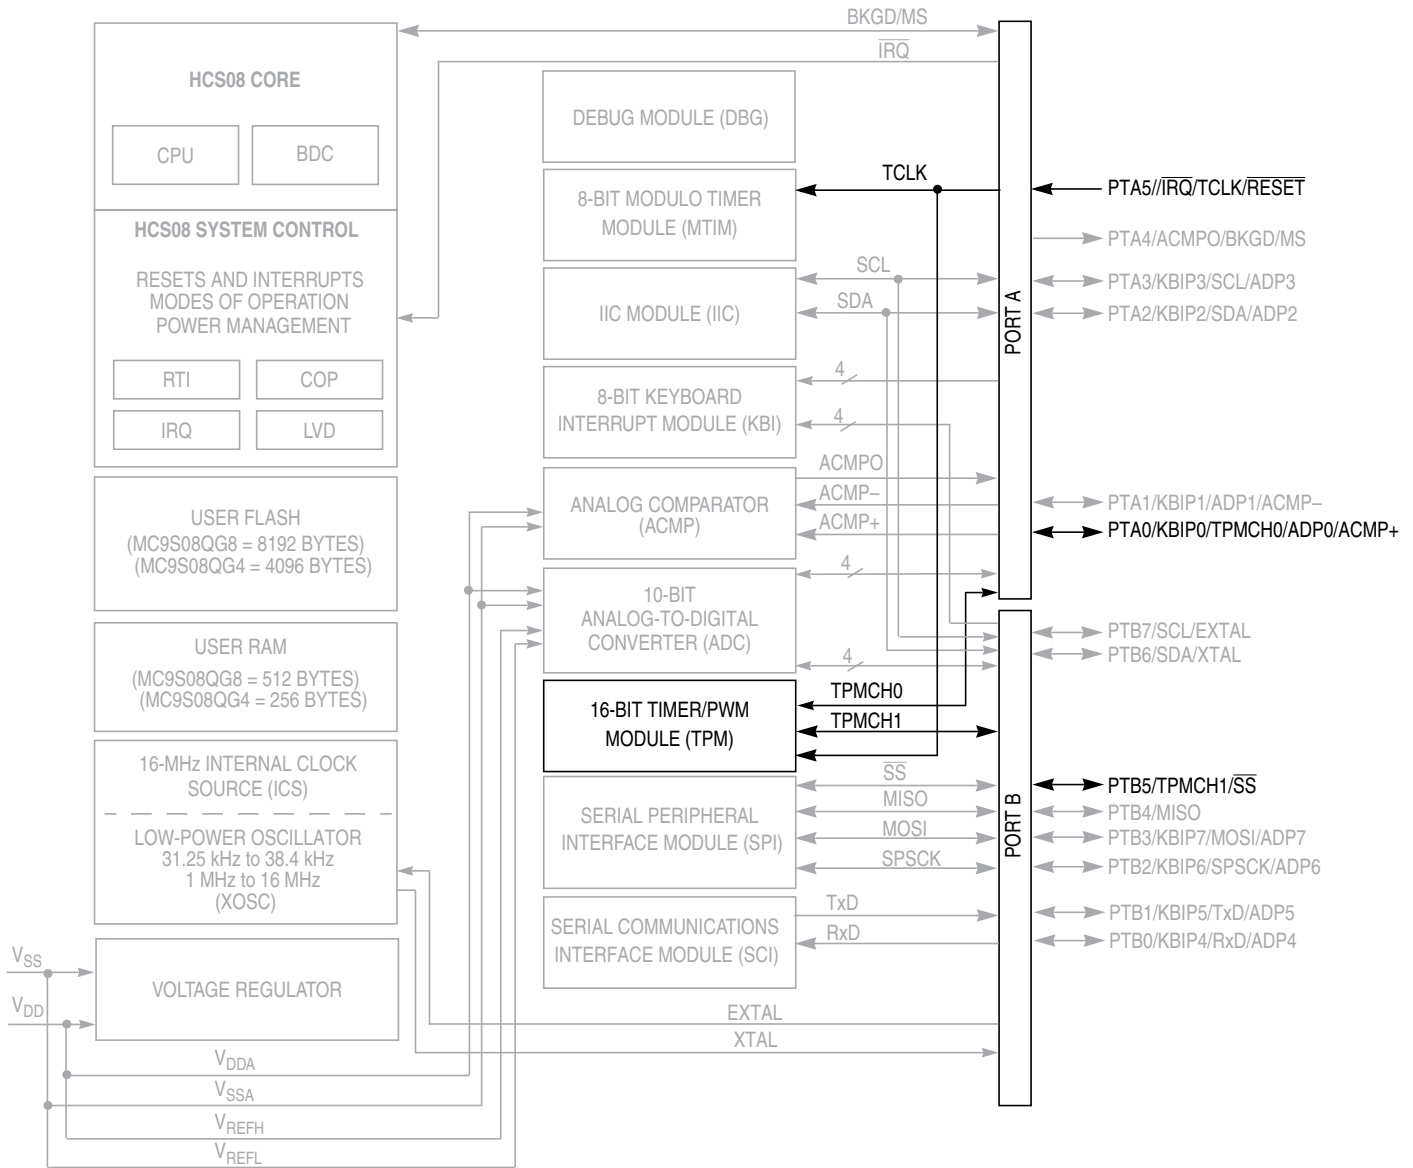 BKGD/MS
IRQ
HCS08 CORE
CPU
BDC
HCS08 SYSTEM CONTROL
RESETS AND INTERRUPTS
MODES OF OPERATION
POWER MANAGEMENT
RTI
COP
IRQ
LVD
USER FLASH
(MC9S08QG8 = 8192 BYTES)
(MC9S08QG4 = 4096 BYTES)
USER RAM
(MC9S08QG8 = 512 BYTES)
(MC9S08QG4 = 256 BYTES)
16-MHz INTERNAL CLOCK
SOURCE (ICS)
LOW-POWER OSCILLATOR
31.25 kHz to 38.4 kHz
1 MHz to 16 MHz
(XOSC)
VSS
VDD
VOLTAGE REGULATOR
VDDA
VSSA
VREFH
VREFL
DEBUG MODULE (DBG)
8-BIT MODULO TIMER
MODULE (MTIM)
TCLK
IIC MODULE (IIC)
SCL
SDA
8-BIT KEYBOARD
INTERRUPT MODULE (KBI)
4
4
ANALOG COMPARATOR
(ACMP)
ACMPO
ACMP–
ACMP+
10-BIT
ANALOG-TO-DIGITAL
CONVERTER (ADC)
4
4
16-BIT TIMER/PWM
MODULE (TPM)
TPMCH0
TPMCH1
SERIAL PERIPHERAL
INTERFACE MODULE (SPI)
SS
MISO
MOSI
SPSCK
SERIAL COMMUNICATIONS
INTERFACE MODULE (SCI)
TxD
RxD
EXTAL
XTAL
PORT A
PORT B
PTA5//IRQ/TCLK/RESET
PTA4/ACMPO/BKGD/MS
PTA3/KBIP3/SCL/ADP3
PTA2/KBIP2/SDA/ADP2
PTA1/KBIP1/ADP1/ACMP–
PTA0/KBIP0/TPMCH0/ADP0/ACMP+
PTB7/SCL/EXTAL
PTB6/SDA/XTAL
PTB5/TPMCH1/SS
PTB4/MISO
PTB3/KBIP7/MOSI/ADP7
PTB2/KBIP6/SPSCK/ADP6
PTB1/KBIP5/TxD/ADP5
PTB0/KBIP4/RxD/ADP4